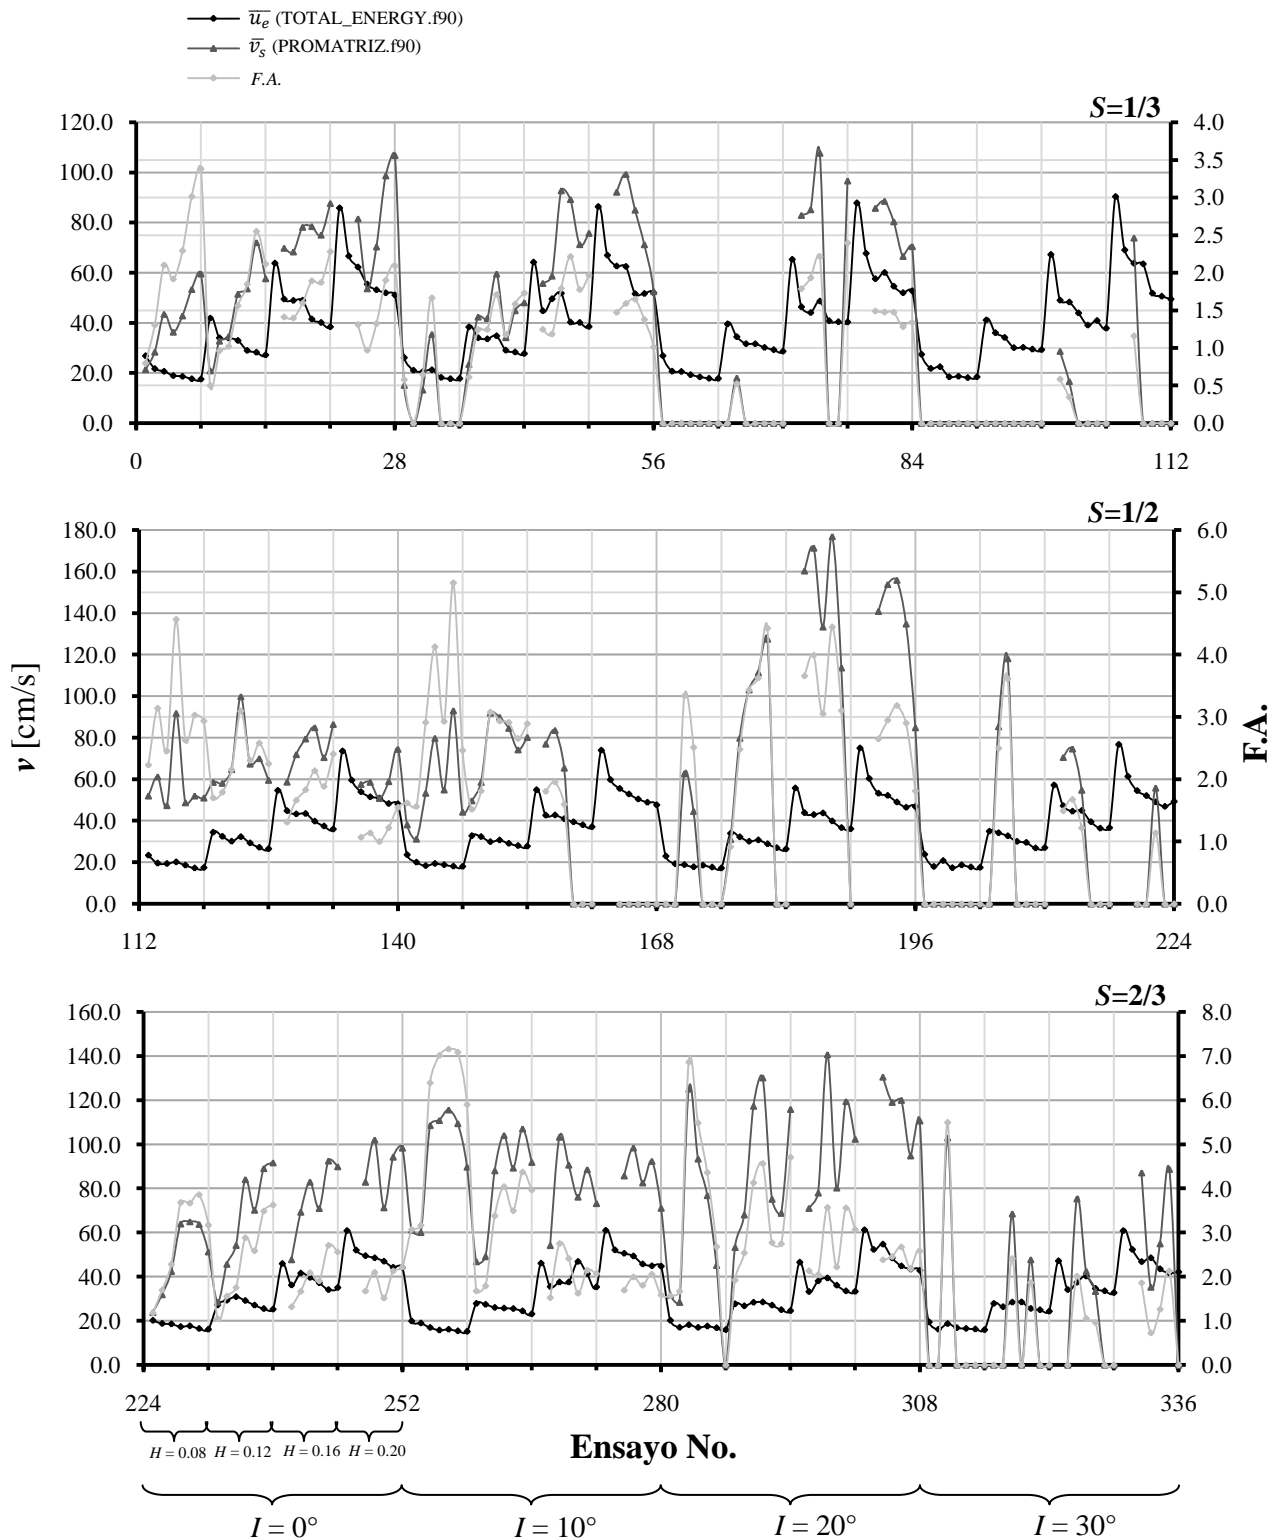 u̅ₑ (TOTAL_ENERGY.f90)
v̅ₛ (PROMATRIZ.f90)
F.A.
S=1/3
120.0 4.0
3.5
100.0
3.0
80.0
2.5
60.0 2.0
1.5
40.0
1.0
20.0
0.5
0.0 0.0
0 28 56 84 112
S=1/2
180.0 6.0
160.0
5.0
140.0
120.0 4.0
100.0
3.0
80.0
60.0 2.0
40.0
1.0
20.0
0.0 0.0
112 140 168 196 224
v [cm/s]
F.A.
S=2/3
160.0 8.0
140.0 7.0
120.0 6.0
100.0 5.0
80.0 4.0
60.0 3.0
40.0 2.0
20.0 1.0
0.0 0.0
224 252 280 308 336
H = 0.08 H = 0.12 H = 0.16 H = 0.20
Ensayo No.
I = 0° I = 10° I = 20° I = 30°